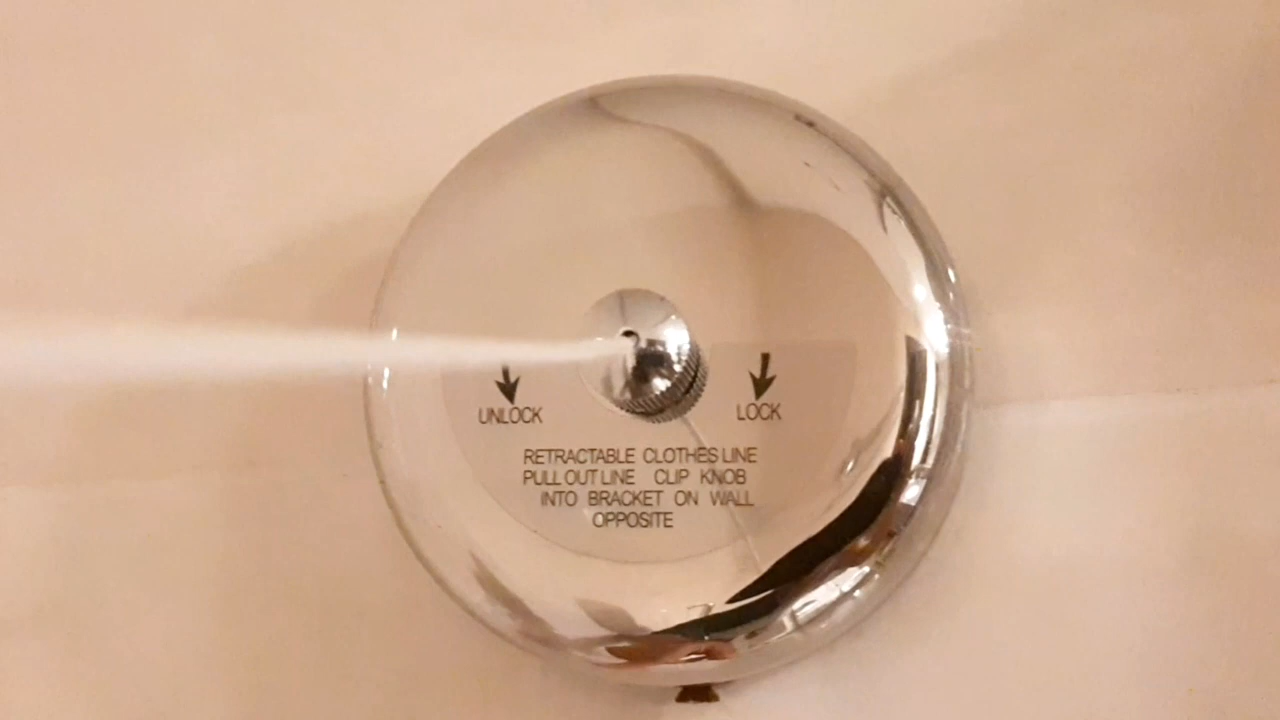 UNLOCK LOCK
RETRACTABLE CLOTHES LINE
PULL OUT LINE CLIP KNOB
INTO BRACKET ON WALL
OPPOSITE